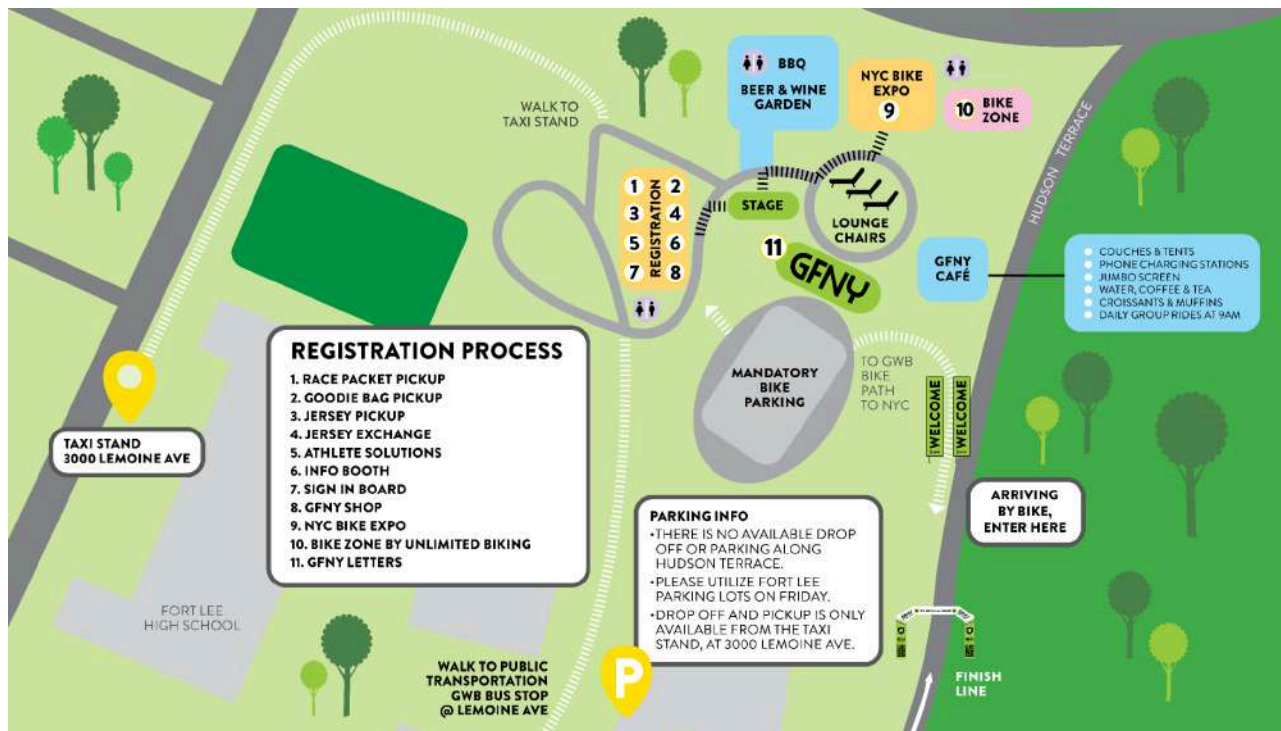 BBQ
BEER & WINE
GARDEN
NYC BIKE
EXPO
9
10 BIKE
ZONE
WALK TO
TAXI STAND
HUDSON TERRACE
1 2
3 4
5 6
7 8
REGISTRATION
STAGE
LOUNGE
CHAIRS
11
GFNY
GFNY
CAFÉ
COUCHES & TENTS
PHONE CHARGING STATIONS
JUMBO SCREEN
WATER, COFFEE & TEA
CROISSANTS & MUFFINS
DAILY GROUP RIDES AT 9AM
REGISTRATION PROCESS
1. RACE PACKET PICKUP
2. GOODIE BAG PICKUP
3. JERSEY PICKUP
4. JERSEY EXCHANGE
5. ATHLETE SOLUTIONS
6. INFO BOOTH
7. SIGN IN BOARD
8. GFNY SHOP
9. NYC BIKE EXPO
10. BIKE ZONE BY UNLIMITED BIKING
11. GFNY LETTERS
MANDATORY
BIKE
PARKING
TO GWB
BIKE
PATH
TO NYC
WELCOME
WELCOME
TAXI STAND
3000 LEMOINE AVE
ARRIVING
BY BIKE,
ENTER HERE
PARKING INFO
•THERE IS NO AVAILABLE DROP
OFF OR PARKING ALONG
HUDSON TERRACE.
•PLEASE UTILIZE FORT LEE
PARKING LOTS ON FRIDAY.
•DROP OFF AND PICKUP IS ONLY
AVAILABLE FROM THE TAXI
STAND, AT 3000 LEMOINE AVE.
FORT LEE
HIGH SCHOOL
WALK TO PUBLIC
TRANSPORTATION
GWB BUS STOP
@ LEMOINE AVE
P
FINISH
LINE